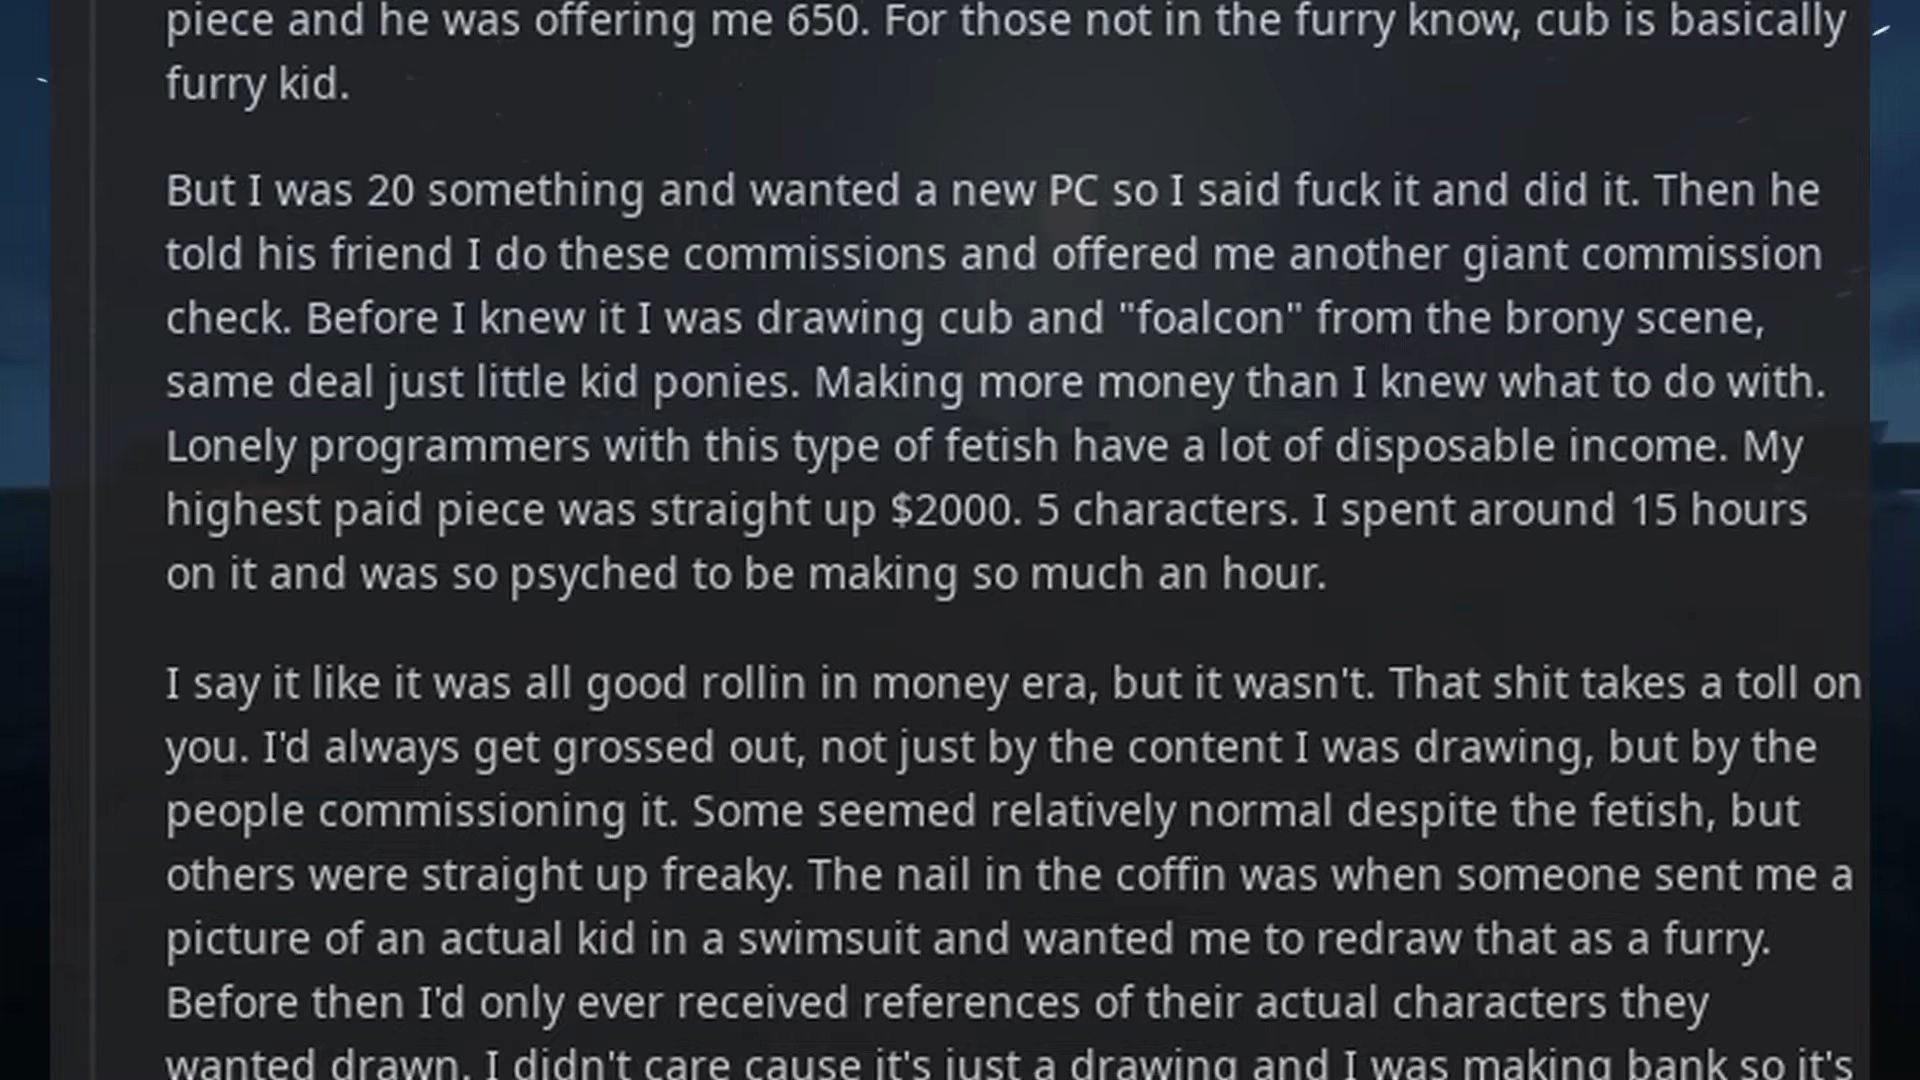 piece and he was offering me 650. For those not in the furry know, cub is basically
furry kid.
But I was 20 something and wanted a new PC so I said fuck it and did it. Then he
told his friend I do these commissions and offered me another giant commission
check. Before I knew it I was drawing cub and "foalcon" from the brony scene,
same deal just little kid ponies. Making more money than I knew what to do with.
Lonely programmers with this type of fetish have a lot of disposable income. My
highest paid piece was straight up $2000. 5 characters. I spent around 15 hours
on it and was so psyched to be making so much an hour.
I say it like it was all good rollin in money era, but it wasn't. That shit takes a toll on
you. I'd always get grossed out, not just by the content I was drawing, but by the
people commissioning it. Some seemed relatively normal despite the fetish, but
others were straight up freaky. The nail in the coffin was when someone sent me a
picture of an actual kid in a swimsuit and wanted me to redraw that as a furry.
Before then I'd only ever received references of their actual characters they
wanted drawn. I didn't care cause it's just a drawing and I was making bank so it's